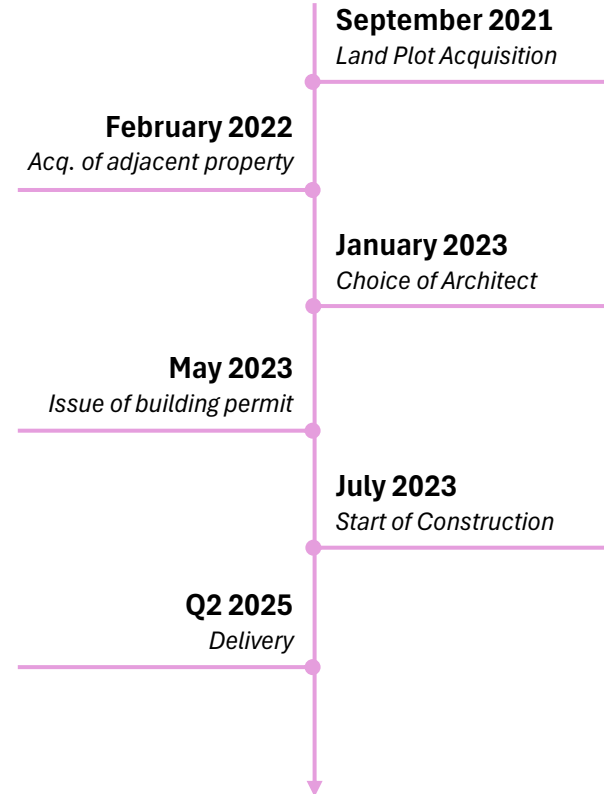 September 2021
Land Plot Acquisition
February 2022
Acq. of adjacent property
January 2023
Choice of Architect
May 2023
Issue of building permit
July 2023
Start of Construction
Q2 2025
Delivery